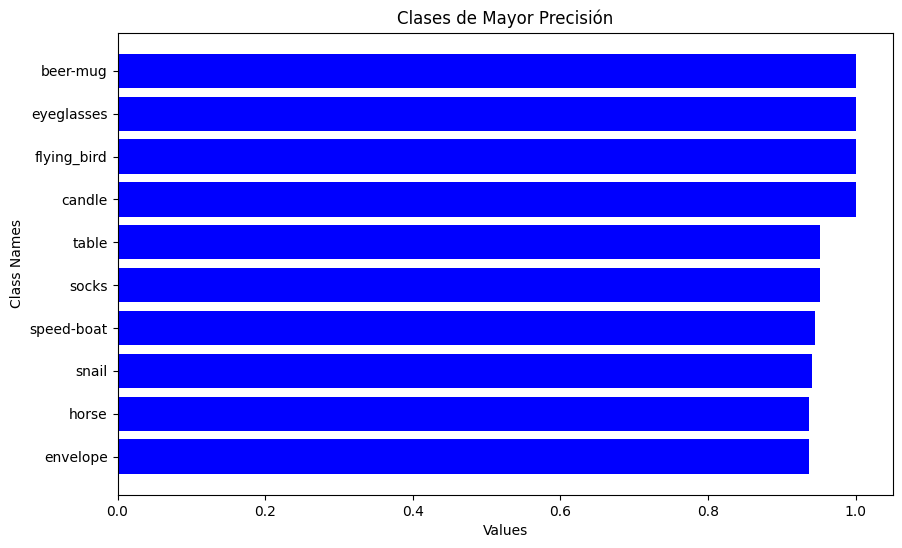 Clases de Mayor Precisión
beer-mug
eyeglasses
flying_bird
candle
table
socks
speed-boat
snail
horse
envelope
Class Names
0.0 0.2 0.4 0.6 0.8 1.0
Values